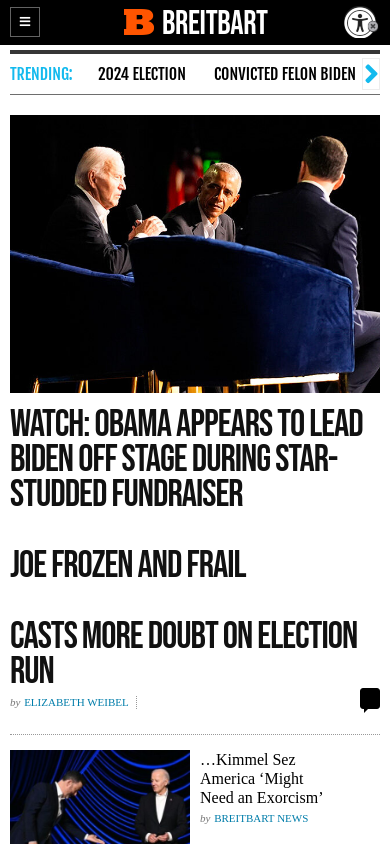 BREITBART
TRENDING: 2024 ELECTION CONVICTED FELON BIDEN
WATCH: OBAMA APPEARS TO LEAD
BIDEN OFF STAGE DURING STAR-
STUDDED FUNDRAISER
JOE FROZEN AND FRAIL
CASTS MORE DOUBT ON ELECTION
RUN
by ELIZABETH WEIBEL
…Kimmel Sez
America ‘Might
Need an Exorcism’
by BREITBART NEWS